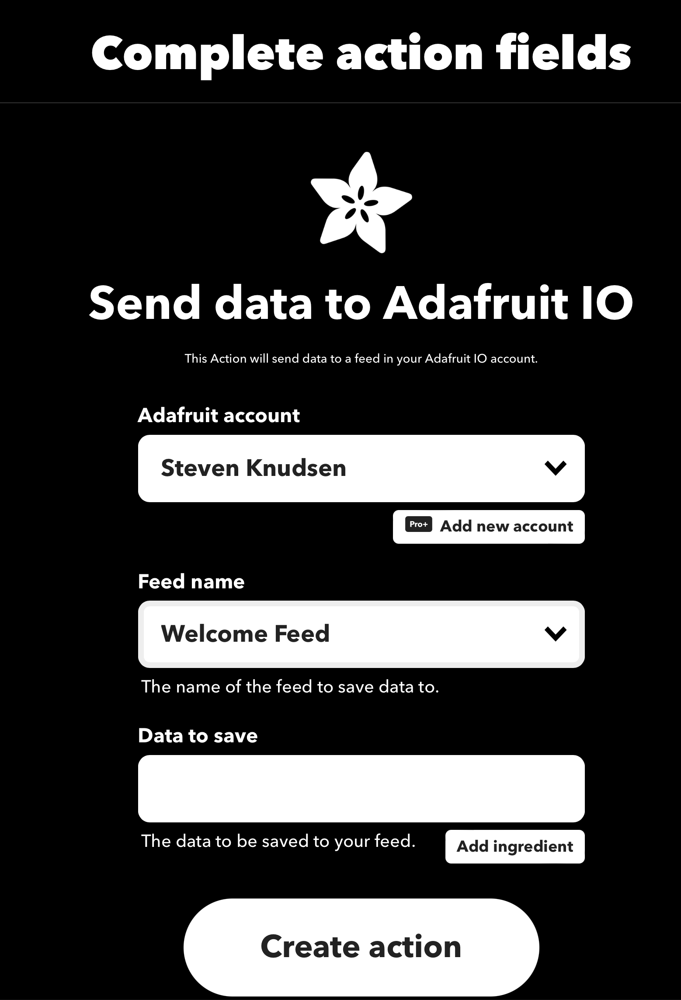 Complete action fields
Send data to Adafruit IO
This Action will send data to a feed in your Adafruit IO account.
Adafruit account
Steven Knudsen
Pro+ Add new account
Feed name
Welcome Feed
The name of the feed to save data to.
Data to save
The data to be saved to your feed.
Add ingredient
Create action